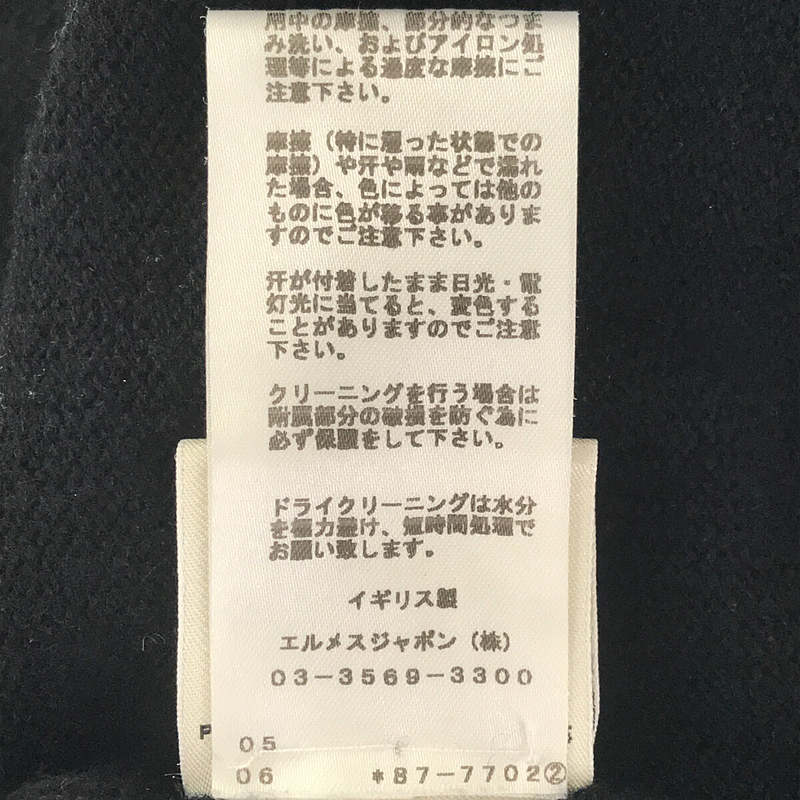 用中の摩擦、部分的なつま
み洗い、およびアイロン処
理等による過度な摩擦にご
注意下さい。
摩擦（特に湿った状態での
摩擦）や汗や雨などで濡れ
た場合、色によっては他の
ものに色が移る事がありま
すのでご注意下さい。
汗が付着したまま日光・電
灯光に当てると、変色する
ことがありますのでご注意
下さい。
クリーニングを行う場合は
附属部分の破損を防ぐ為に
必ず保護をして下さい。
ドライクリーニングは水分
を極力避け、短時間処理で
お願い致します。
イギリス製
エルメスジャポン（株）
03-3569-3300
05
06 *87-7702②